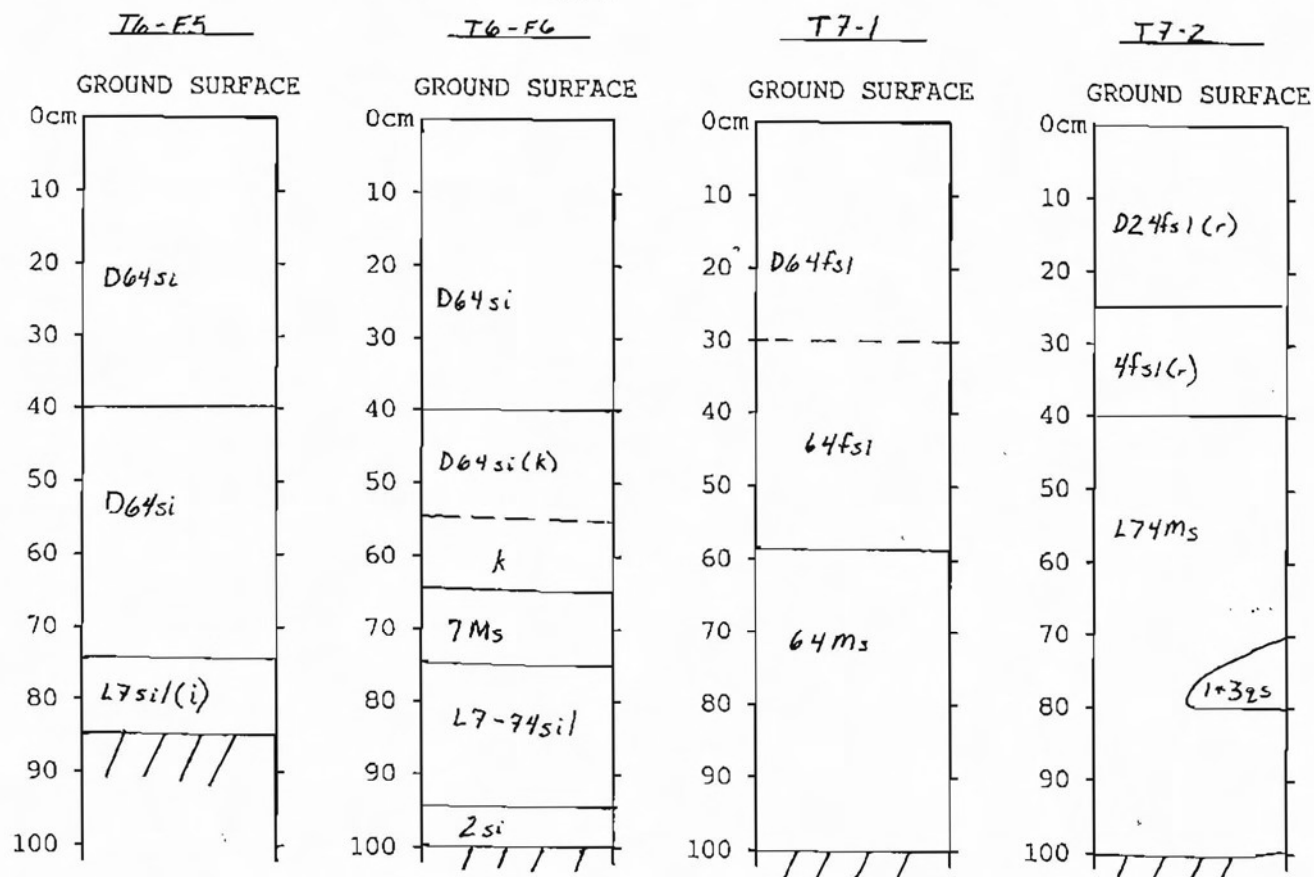 T6-F5
GROUND SURFACE
0cm
10
20
30
40
50
60
70
80
90
100
D64si
D64si
L7sil(i)
T6-F6
GROUND SURFACE
0cm
10
20
30
40
50
60
70
80
90
100
D64si
D64si(k)
k
7Ms
L7-74sil
2si
T7-1
GROUND SURFACE
0cm
10
20
30
40
50
60
70
80
90
100
D64fsl
64fsl
64Ms
T7-2
GROUND SURFACE
0cm
10
20
30
40
50
60
70
80
90
100
D24fsl(r)
4fsl(r)
L74Ms
1+3qs